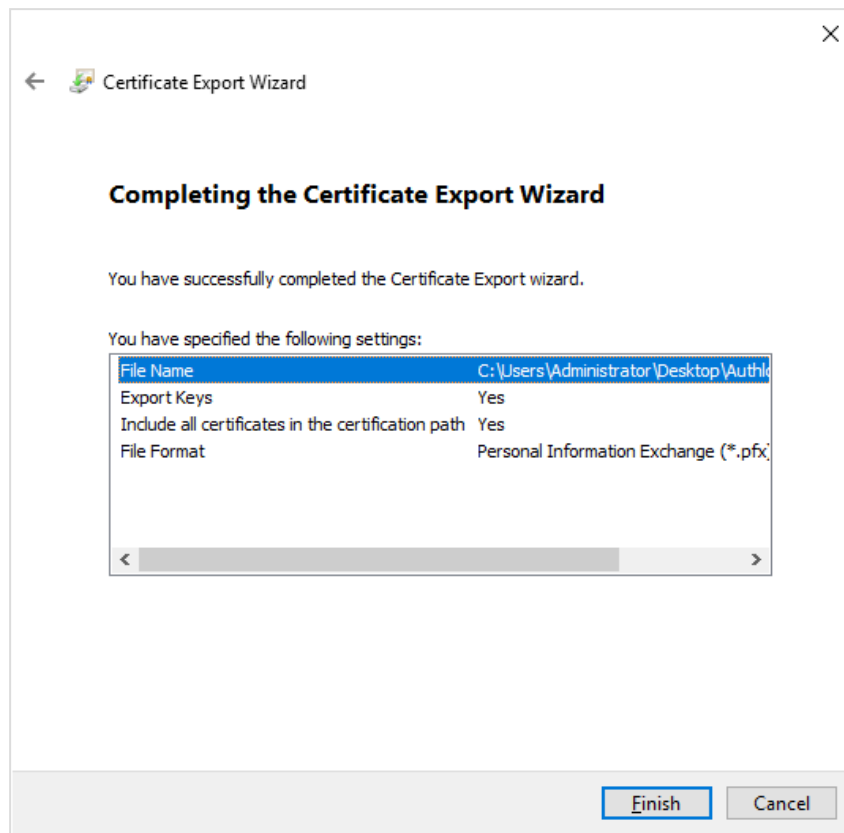 Certificate Export Wizard
Completing the Certificate Export Wizard
You have successfully completed the Certificate Export wizard.
You have specified the following settings:
File Name C:\Users\Administrator\Desktop\Authlo
Export Keys Yes
Include all certificates in the certification path Yes
File Format Personal Information Exchange (*.pfx)
Finish Cancel